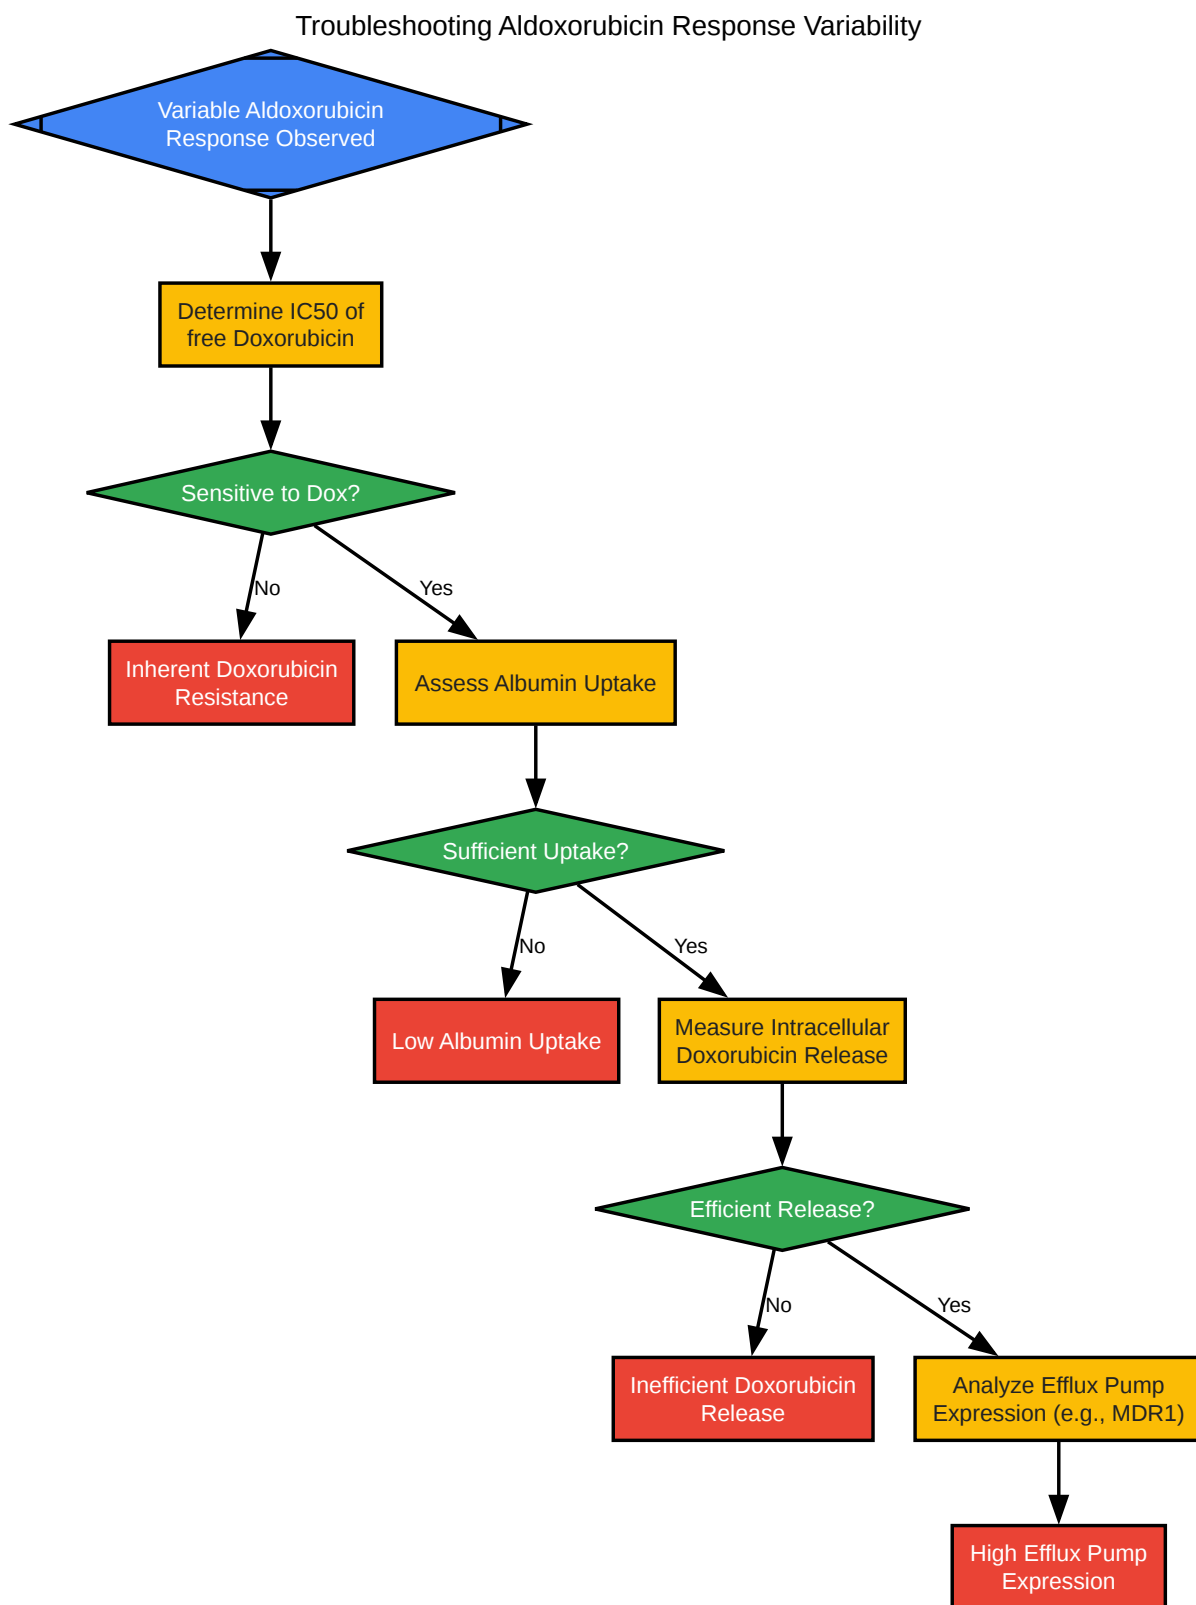 Troubleshooting Aldoxorubicin Response Variability
Variable Aldoxorubicin
Response Observed
Determine IC50 of
free Doxorubicin
Sensitive to Dox?
No
Yes
Inherent Doxorubicin
Resistance
Assess Albumin Uptake
Sufficient Uptake?
No
Yes
Low Albumin Uptake
Measure Intracellular
Doxorubicin Release
Efficient Release?
No
Yes
Inefficient Doxorubicin
Release
Analyze Efflux Pump
Expression (e.g., MDR1)
High Efflux Pump
Expression